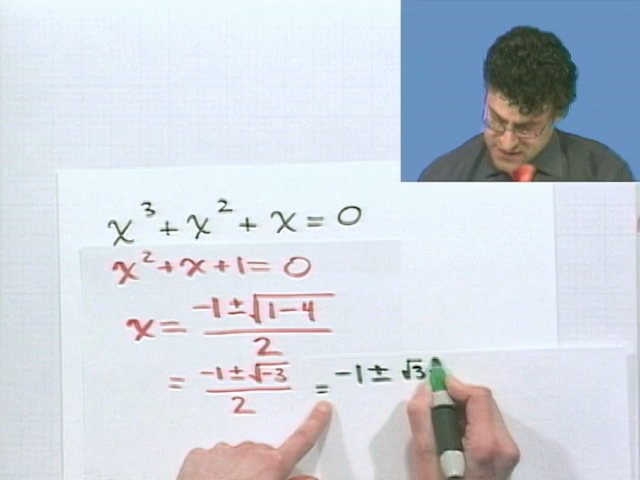 x³ + x² + x = 0
x² + x + 1 = 0
x = (-1 ± √(1-4))/2
= (-1 ± √-3)/2 = -1 ± √3